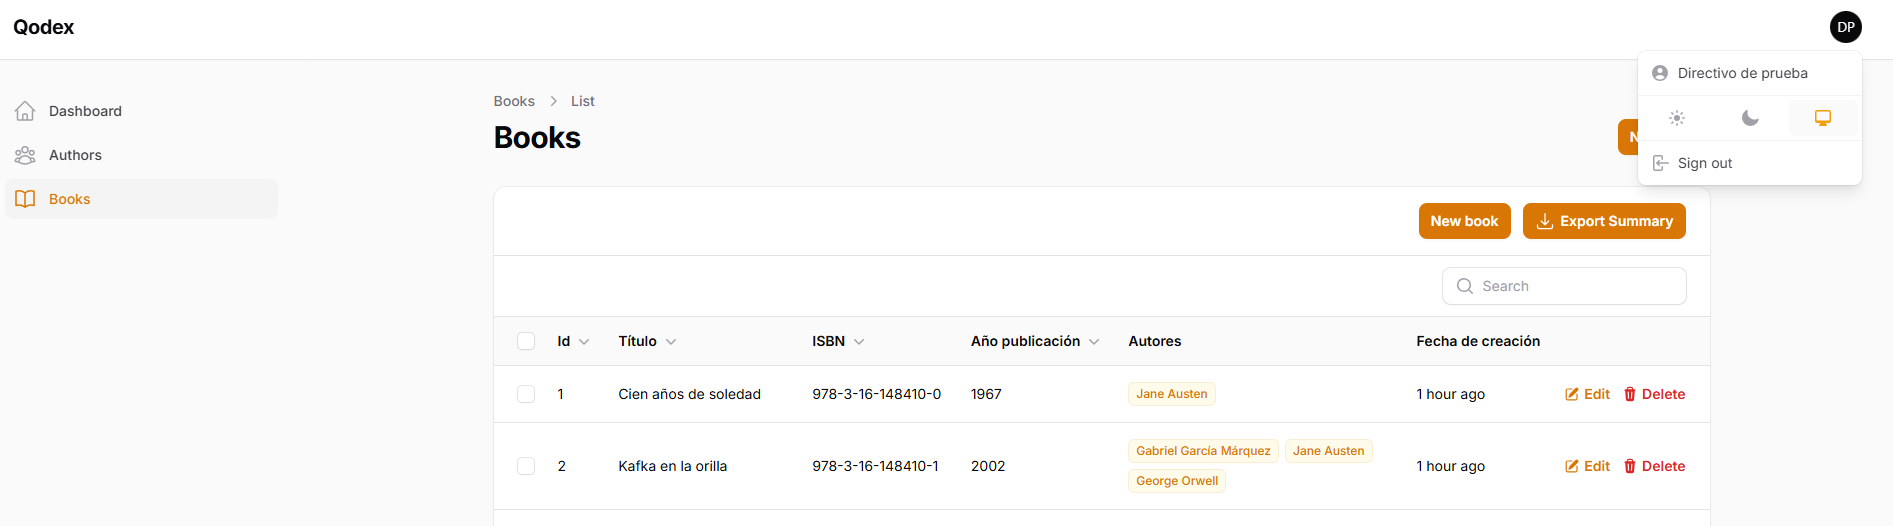 Qodex
DP
Directivo de prueba
Sign out
Dashboard
Authors
Books
Books > List
Books
New book
Export Summary
Search
Id Título ISBN Año publicación Autores Fecha de creación
1 Cien años de soledad 978-3-16-148410-0 1967 Jane Austen 1 hour ago Edit Delete
2 Kafka en la orilla 978-3-16-148410-1 2002 Gabriel García Márquez Jane Austen 1 hour ago Edit Delete
George Orwell